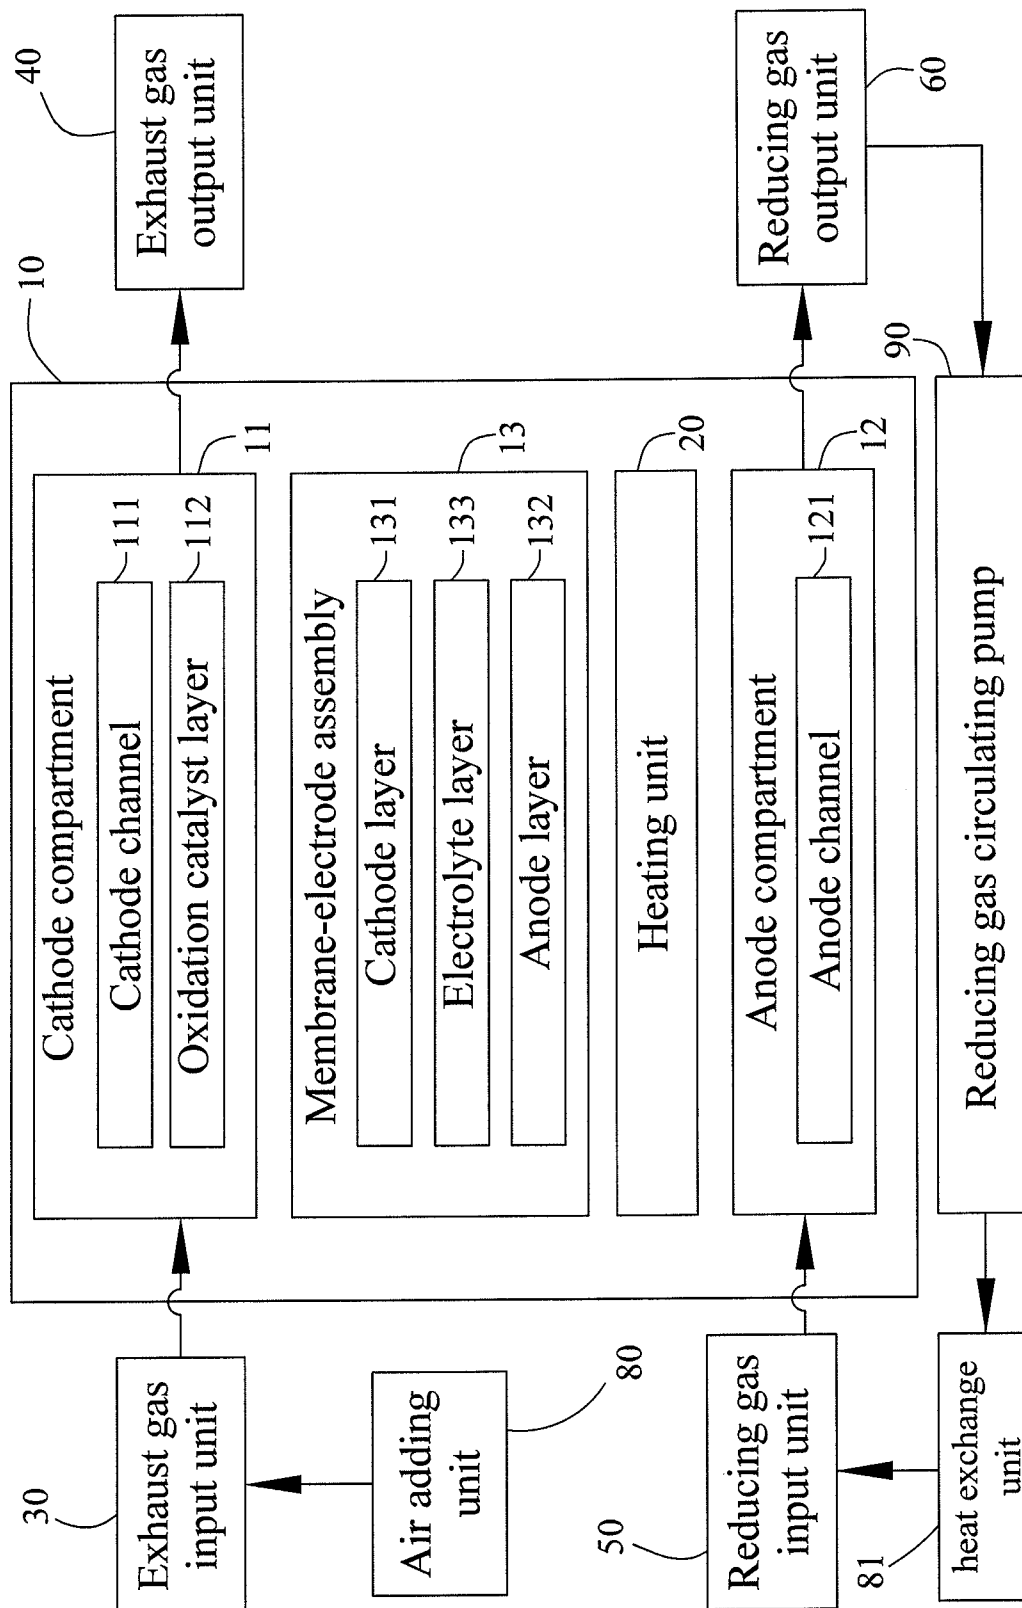 40
Exhaust gas
output unit
10
Cathode compartment
11
Cathode channel
111
Oxidation catalyst layer
112
Membrane-electrode assembly
13
Cathode layer
131
Electrolyte layer
133
Anode layer
132
Heating unit
20
Anode compartment
12
Anode channel
121
Exhaust gas
input unit
30
Air adding
unit
80
Reducing gas
input unit
50
Reducing gas
output unit
60
Reducing gas circulating pump
90
heat exchange
unit
81